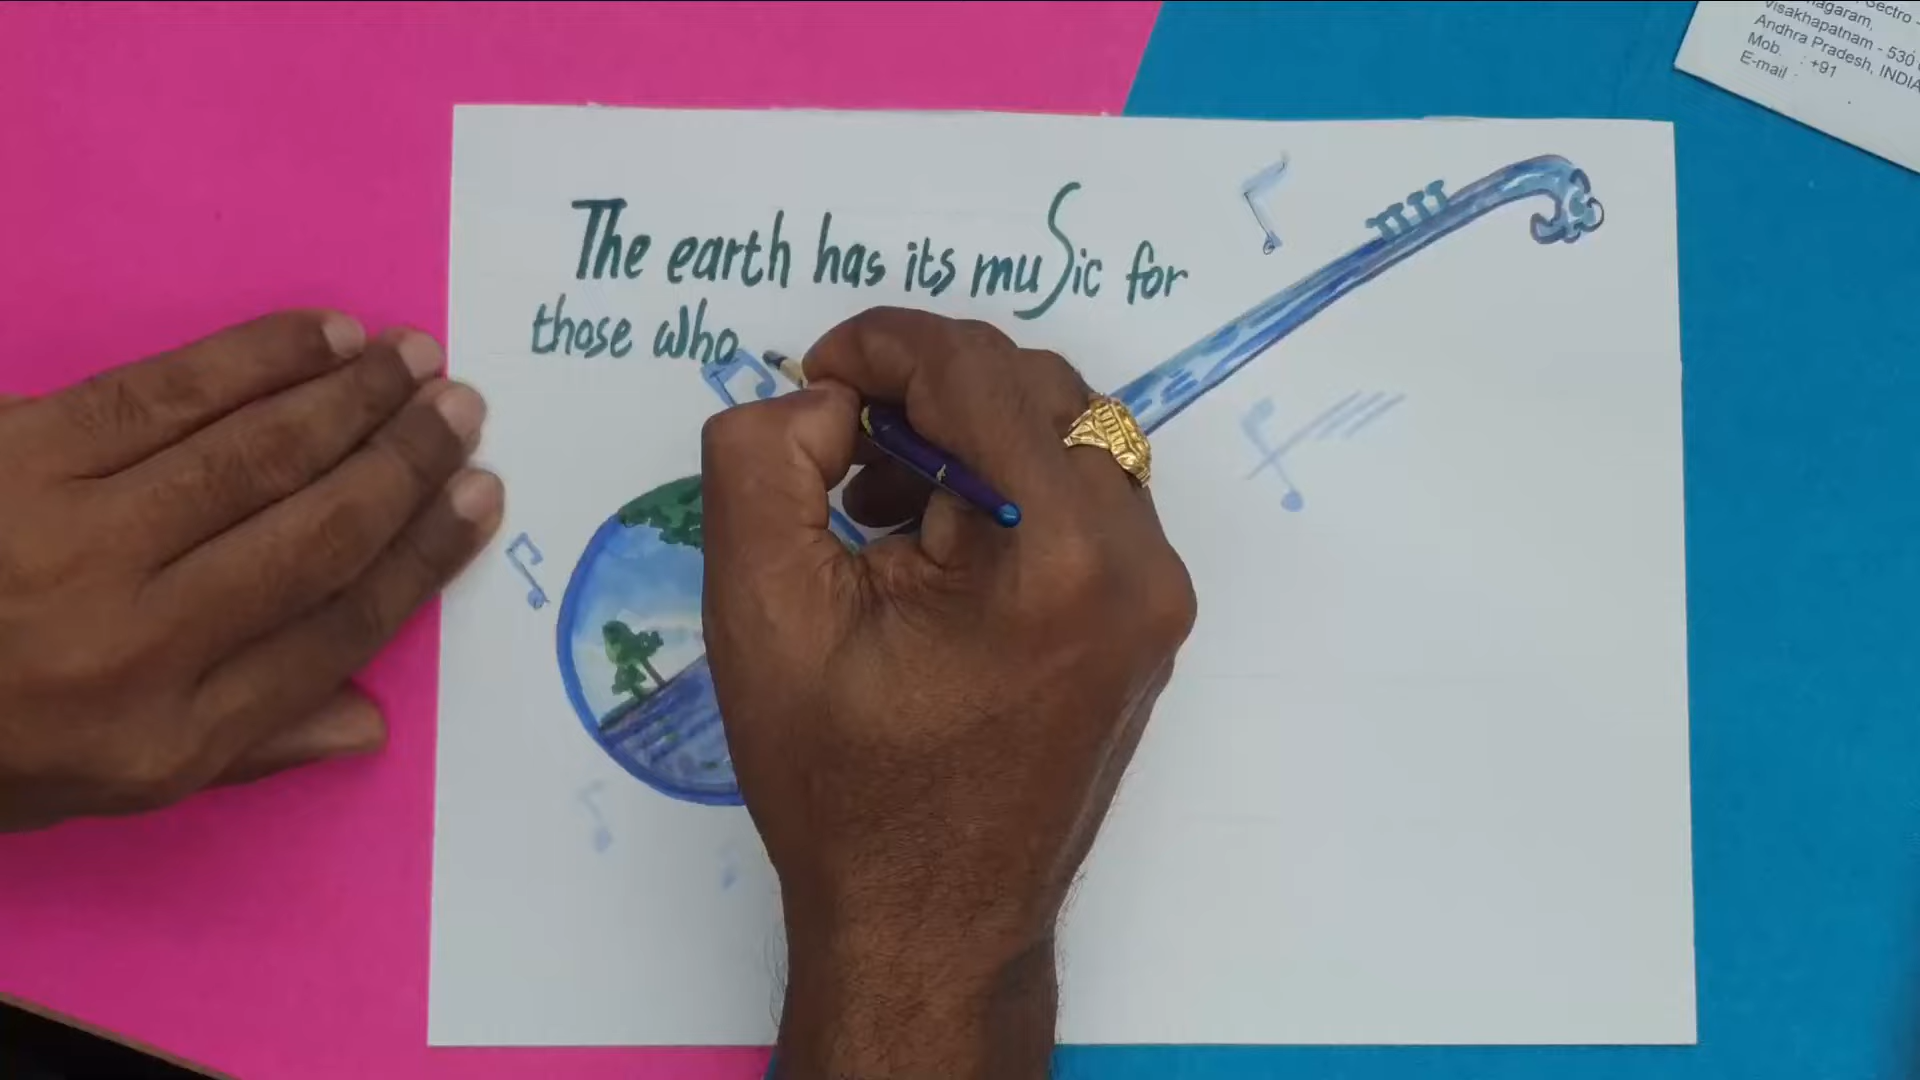 The earth has its muSic for
those who
Visakhapatnam - 530
Andhra Pradesh, INDIA
Mob. : +91
E-mail :